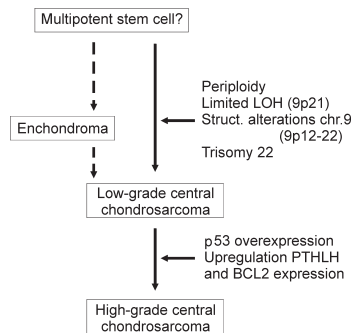 Multipotent stem cell?
Periploidy
Limited LOH (9p21)
Struct. alterations chr.9
(9p12-22)
Trisomy 22
Enchondroma
Low-grade central
chondrosarcoma
p53 overexpression
Upregulation PTHLH
and BCL2 expression
High-grade central
chondrosarcoma